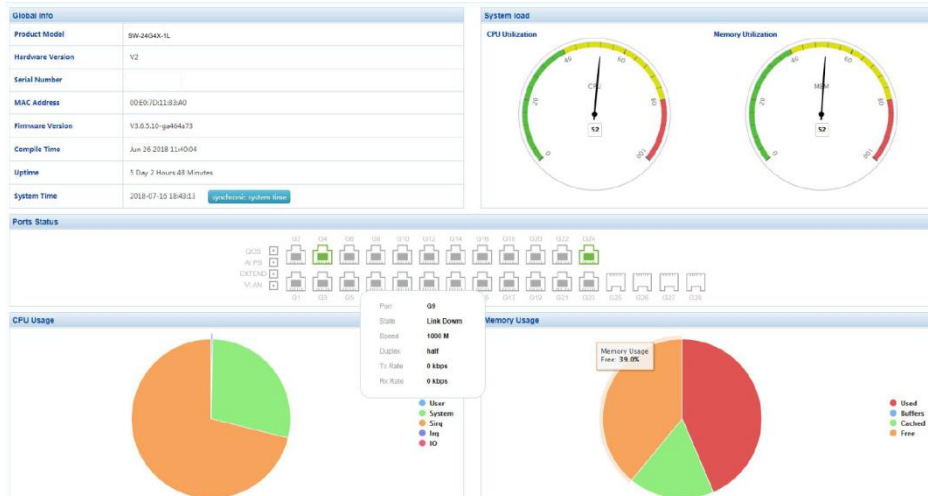 Global Info
Product Model SW-24G4X-1L
Hardware Version V2
Serial Number
MAC Address 00:E0:7D:11:83:A0
Firmware Version V3.6.5.10-ga464a73
Compile Time Jun 26 2018 11:40:04
Uptime 5 Day 2 Hours 48 Minutes
System Time 2018-07-16 18:43:13 synchronic system time
System load
CPU Utilization
0 20 40 60 80 100
CPU
52
Memory Utilization
0 20 40 60 80 100
MEM
52
Ports Status
QOS
AI PS
EXTEND
VLAN
G2 G4 G6 G8 G10 G12 G14 G16 G18 G20 G22 G24
G1 G3 G5 G17 G19 G21 G23 G25 G26 G27 G28
Port G9
State Link Down
Speed 1000 M
Duplex half
Tx Rate 0 kbps
Rx Rate 0 kbps
CPU Usage
User
System
Sirq
Irq
IO
Memory Usage
Memory Usage
Free: 39.0%
Used
Buffers
Cached
Free